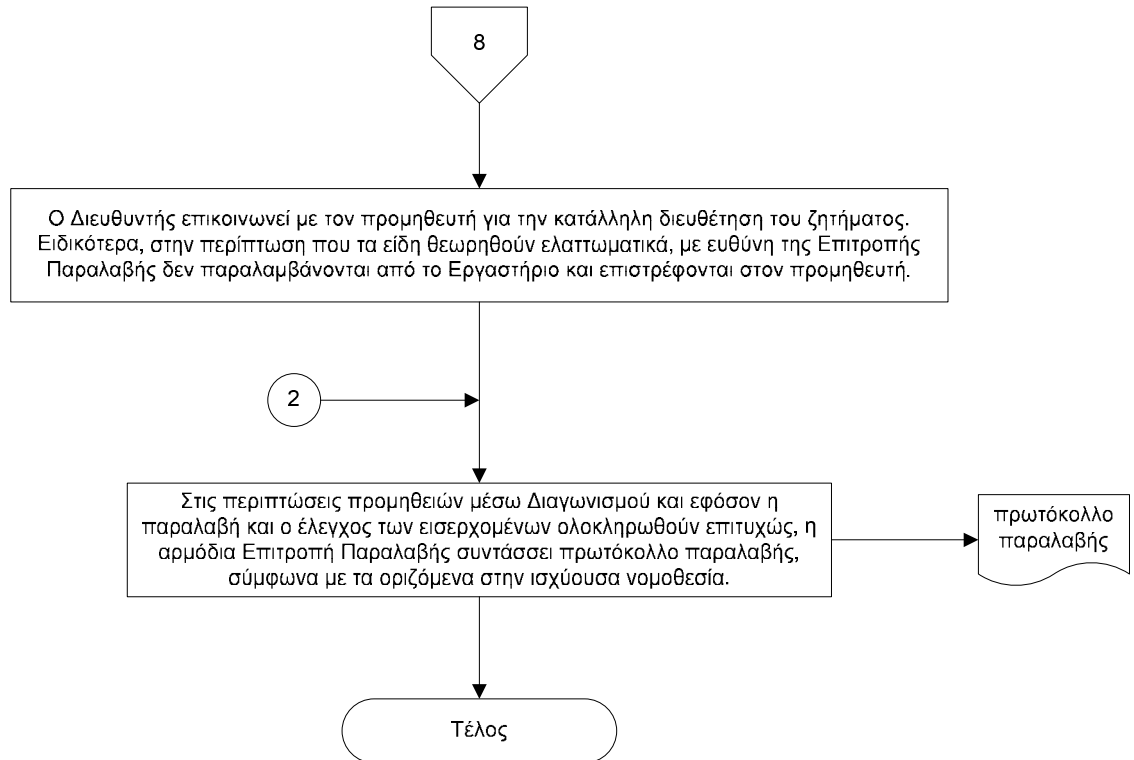 8
Ο Διευθυντής επικοινωνεί με τον προμηθευτή για την κατάλληλη διευθέτηση του ζητήματος.
Ειδικότερα, στην περίπτωση που τα είδη θεωρηθούν ελαττωματικά, με ευθύνη της Επιτροπής
Παραλαβής δεν παραλαμβάνονται από το Εργαστήριο και επιστρέφονται στον προμηθευτή.
2
Στις περιπτώσεις προμηθειών μέσω Διαγωνισμού και εφόσον η
παραλαβή και ο έλεγχος των εισερχομένων ολοκληρωθούν επιτυχώς, η
αρμόδια Επιτροπή Παραλαβής συντάσσει πρωτόκολλο παραλαβής,
σύμφωνα με τα οριζόμενα στην ισχύουσα νομοθεσία.
πρωτόκολλο
παραλαβής
Τέλος